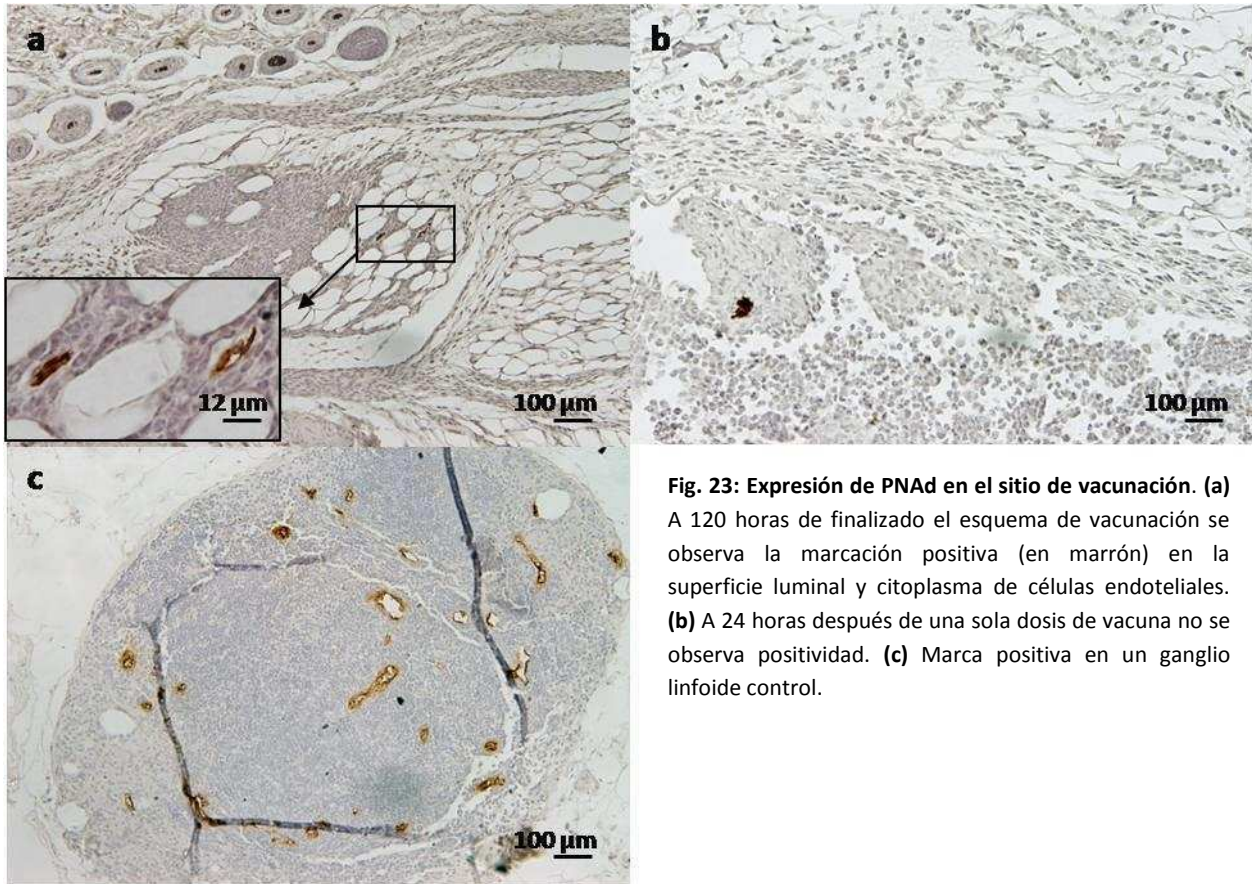 a
12 µm
100 µm
b
100 µm
c
100 µm
Fig. 23: Expresión de PNAd en el sitio de vacunación. (a)
A 120 horas de finalizado el esquema de vacunación se
observa la marcación positiva (en marrón) en la
superficie luminal y citoplasma de células endoteliales.
(b) A 24 horas después de una sola dosis de vacuna no se
observa positividad. (c) Marca positiva en un ganglio
linfoide control.